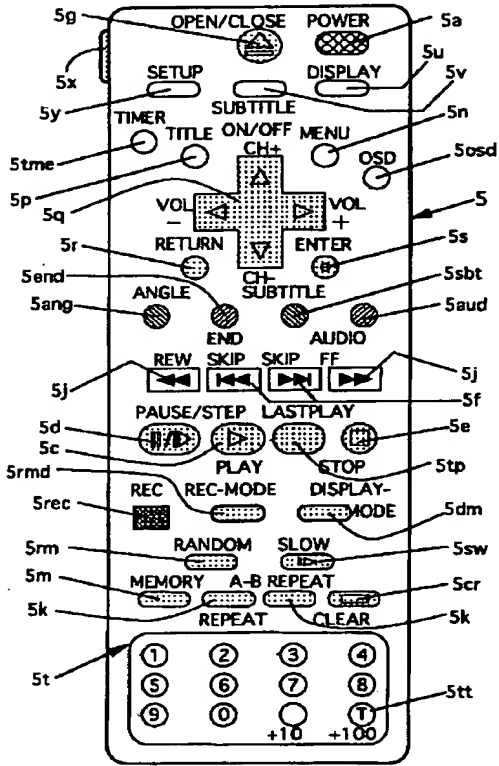 5g OPEN/CLOSE POWER 5a
5x 5u
SETUP DISPLAY 5v
5y SUBTITLE
TIMER ON/OFF 5n
TITLE CH+ MENU
5tme OSD 5osd
5p
5q VOL VOL 5
- +
5r RETURN ENTER 5s
5end CH- 5sbt
ANGLE SUBTITLE
5ang 5aud
END AUDIO
REW SKIP SKIP FF
5j 5j
5f
PAUSE/STEP LASTPLAY
5d 5e
5c PLAY STOP
5rmd 5tp
REC REC-MODE DISPLAY-
5rec MODE 5dm
RANDOM SLOW
5rm 5sw
5m MEMORY A-B REPEAT 5cr
5k REPEAT CLEAR 5k
5t 1 2 3 4
5 6 7 8 5tt
9 0 T
+10 +100